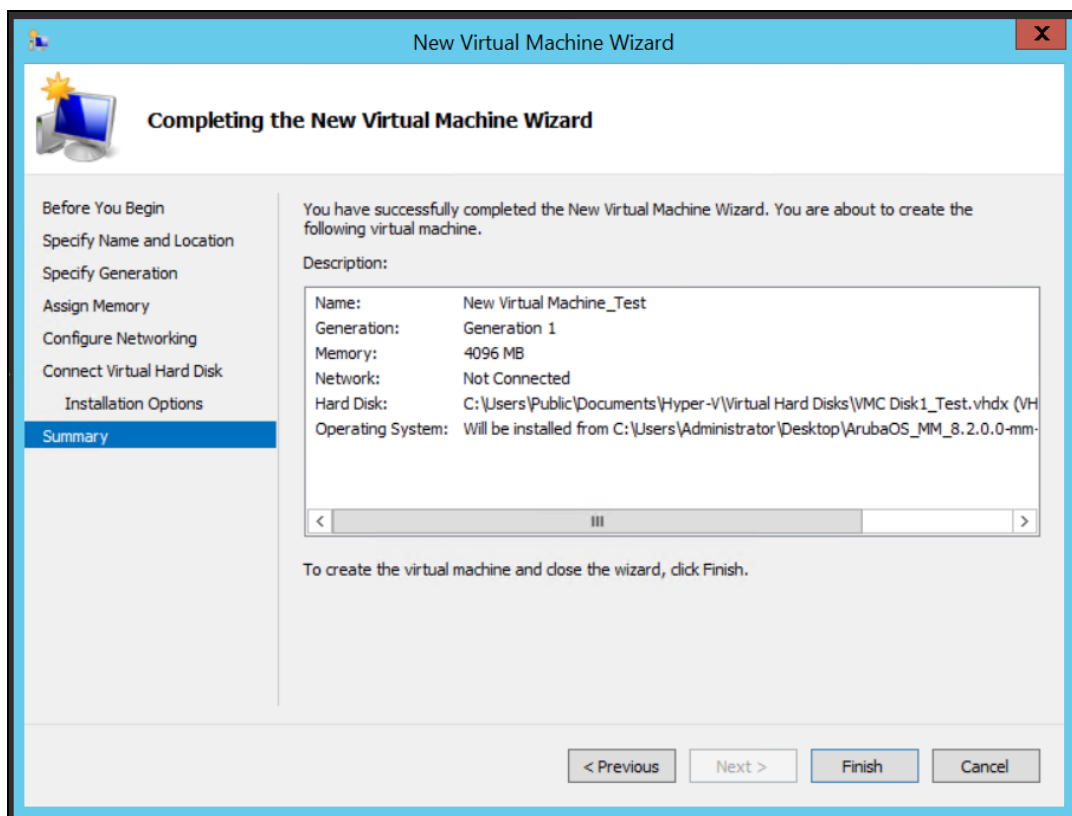 New Virtual Machine Wizard
X
Completing the New Virtual Machine Wizard
Before You Begin
Specify Name and Location
Specify Generation
Assign Memory
Configure Networking
Connect Virtual Hard Disk
Installation Options
Summary
You have successfully completed the New Virtual Machine Wizard. You are about to create the
following virtual machine.
Description:
Name: New Virtual Machine_Test
Generation: Generation 1
Memory: 4096 MB
Network: Not Connected
Hard Disk: C:\Users\Public\Documents\Hyper-V\Virtual Hard Disks\VMC Disk1_Test.vhdx (VH
Operating System: Will be installed from C:\Users\Administrator\Desktop\ArubaOS_MM_8.2.0.0-mm-
To create the virtual machine and close the wizard, click Finish.
< Previous Next > Finish Cancel